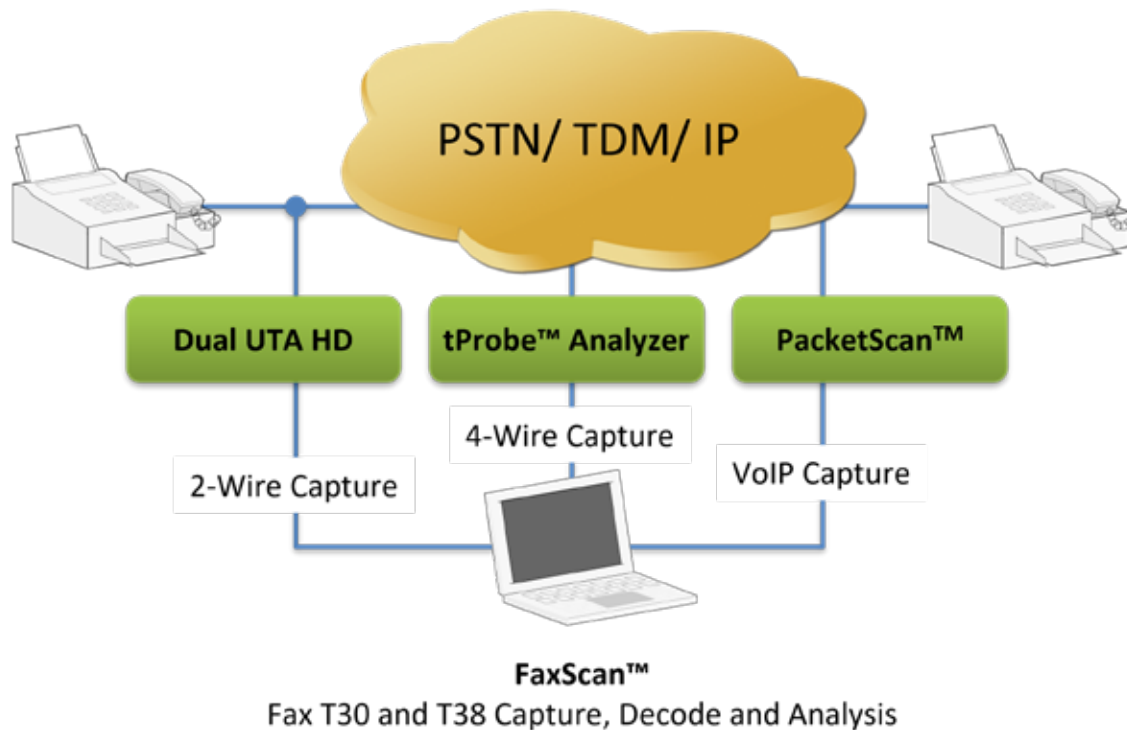 PSTN/ TDM/ IP
Dual UTA HD
tProbe™ Analyzer
PacketScan™
4-Wire Capture
2-Wire Capture
VoIP Capture
FaxScan™
Fax T30 and T38 Capture, Decode and Analysis